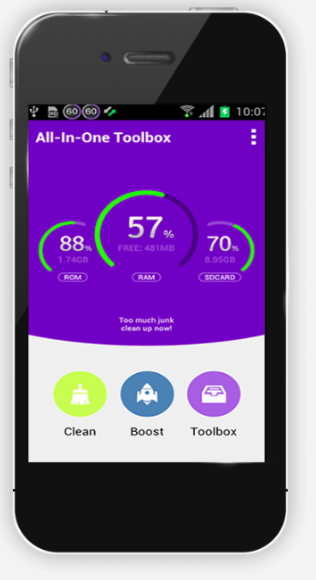 60 60 10:07
All-In-One Toolbox
57%
FREE: 481MB
RAM
88%
1.74GB
ROM
70%
8.05GB
SDCARD
Too much junk
clean up now!
Clean Boost Toolbox